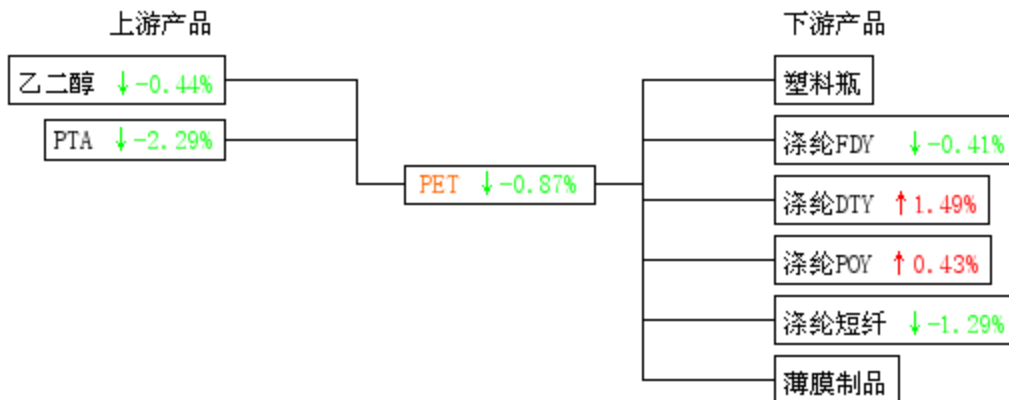 上游产品
下游产品
乙二醇 ↓-0.44%
PTA ↓-2.29%
PET ↓-0.87%
塑料瓶
涤纶FDY ↓-0.41%
涤纶DTY ↑1.49%
涤纶POY ↑0.43%
涤纶短纤 ↓-1.29%
薄膜制品